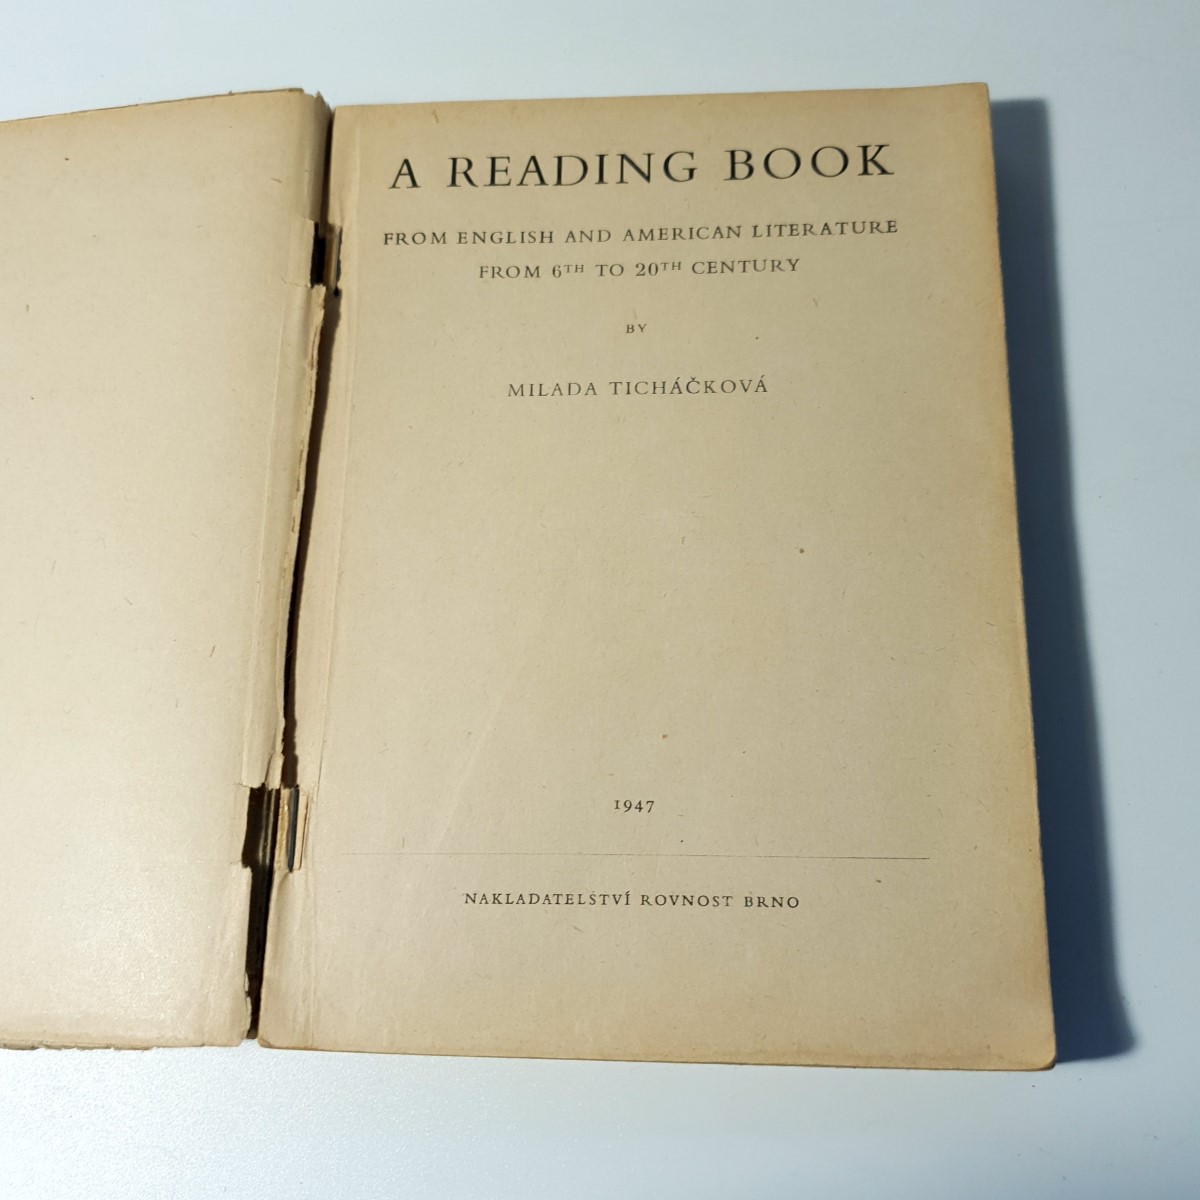 A READING BOOK
FROM ENGLISH AND AMERICAN LITERATURE
FROM 6TH TO 20TH CENTURY
BY
MILADA TICHÁČKOVÁ
1947
NAKLADATELSTVÍ ROVNOST BRNO